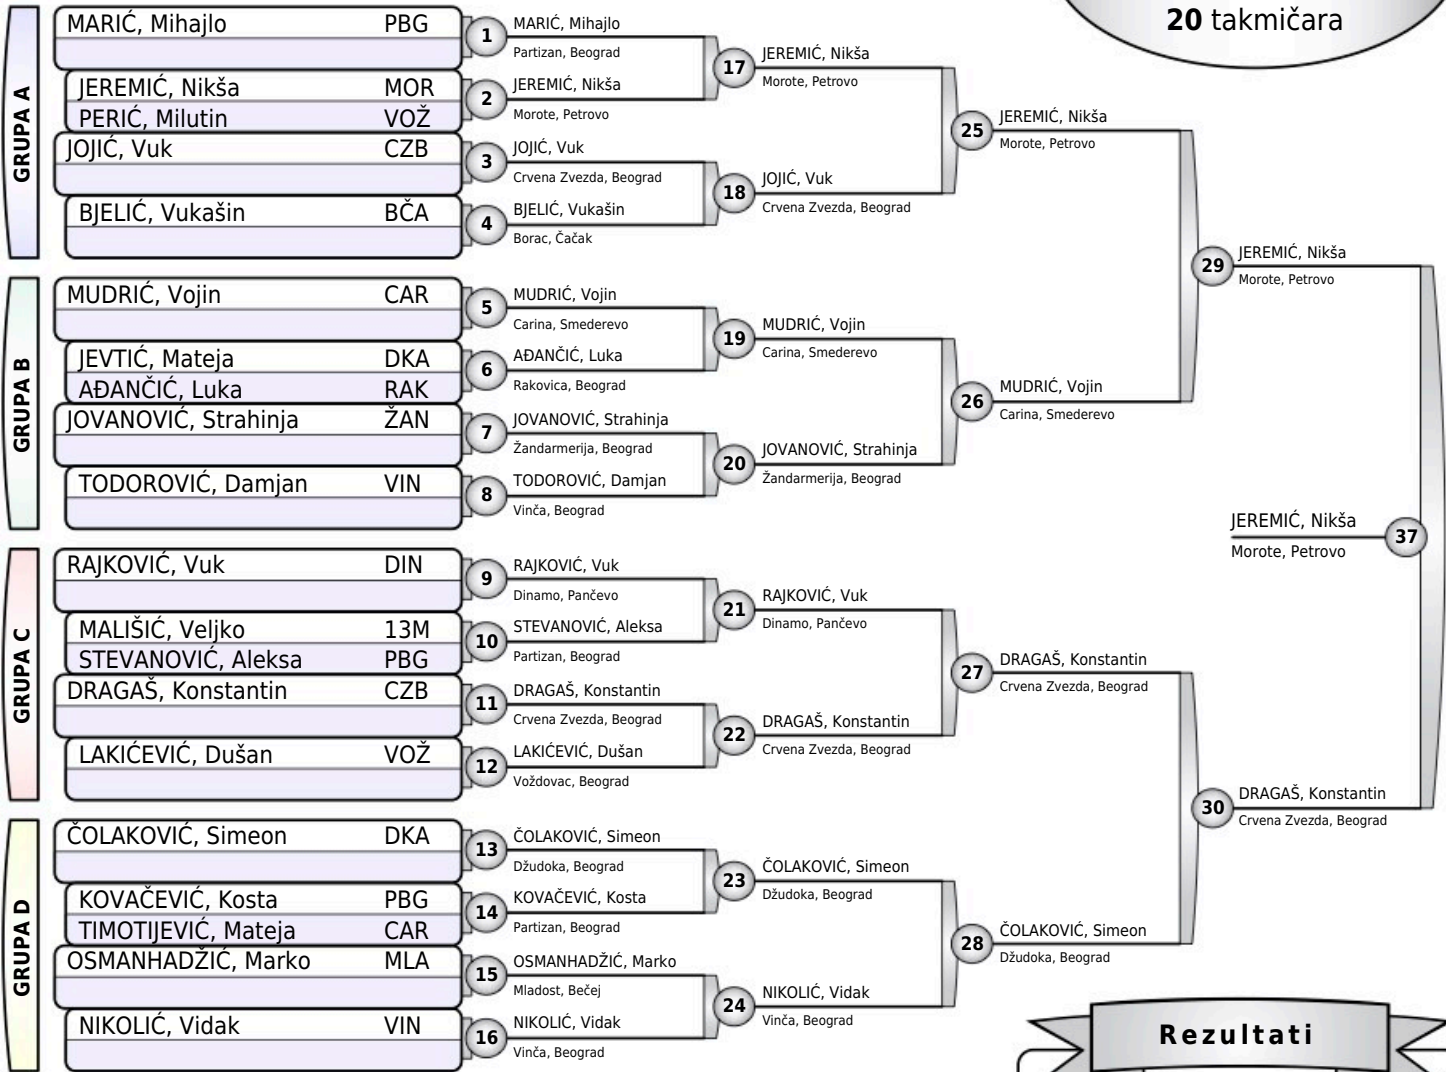 20 takmičara
GRUPA A
MARIĆ, Mihajlo PBG
JEREMIĆ, Nikša MOR
PERIĆ, Milutin VOŽ
JOJIĆ, Vuk CZB
BJELIĆ, Vukašin BČA
GRUPA B
MUDRIĆ, Vojin CAR
JEVTIĆ, Mateja DKA
AĐANČIĆ, Luka RAK
JOVANOVIĆ, Strahinja ŽAN
TODOROVIĆ, Damjan VIN
GRUPA C
RAJKOVIĆ, Vuk DIN
MALIŠIĆ, Veljko 13M
STEVANOVIĆ, Aleksa PBG
DRAGAŠ, Konstantin CZB
LAKIĆEVIĆ, Dušan VOŽ
GRUPA D
ČOLAKOVIĆ, Simeon DKA
KOVAČEVIĆ, Kosta PBG
TIMOTIJEVIĆ, Mateja CAR
OSMANHADŽIĆ, Marko MLA
NIKOLIĆ, Vidak VIN
1 MARIĆ, Mihajlo
Partizan, Beograd
2 JEREMIĆ, Nikša
Morote, Petrovo
3 JOJIĆ, Vuk
Crvena Zvezda, Beograd
4 BJELIĆ, Vukašin
Borac, Čačak
5 MUDRIĆ, Vojin
Carina, Smederevo
6 AĐANČIĆ, Luka
Rakovica, Beograd
7 JOVANOVIĆ, Strahinja
Žandarmerija, Beograd
8 TODOROVIĆ, Damjan
Vinča, Beograd
9 RAJKOVIĆ, Vuk
Dinamo, Pančevo
10 STEVANOVIĆ, Aleksa
Partizan, Beograd
11 DRAGAŠ, Konstantin
Crvena Zvezda, Beograd
12 LAKIĆEVIĆ, Dušan
Voždovac, Beograd
13 ČOLAKOVIĆ, Simeon
Džudoka, Beograd
14 KOVAČEVIĆ, Kosta
Partizan, Beograd
15 OSMANHADŽIĆ, Marko
Mladost, Bečej
16 NIKOLIĆ, Vidak
Vinča, Beograd
17 JEREMIĆ, Nikša
Morote, Petrovo
18 JOJIĆ, Vuk
Crvena Zvezda, Beograd
19 MUDRIĆ, Vojin
Carina, Smederevo
20 JOVANOVIĆ, Strahinja
Žandarmerija, Beograd
21 RAJKOVIĆ, Vuk
Dinamo, Pančevo
22 DRAGAŠ, Konstantin
Crvena Zvezda, Beograd
23 ČOLAKOVIĆ, Simeon
Džudoka, Beograd
24 NIKOLIĆ, Vidak
Vinča, Beograd
25 JEREMIĆ, Nikša
Morote, Petrovo
26 MUDRIĆ, Vojin
Carina, Smederevo
27 DRAGAŠ, Konstantin
Crvena Zvezda, Beograd
28 ČOLAKOVIĆ, Simeon
Džudoka, Beograd
29 JEREMIĆ, Nikša
Morote, Petrovo
30 DRAGAŠ, Konstantin
Crvena Zvezda, Beograd
JEREMIĆ, Nikša 37
Morote, Petrovo
Rezultati